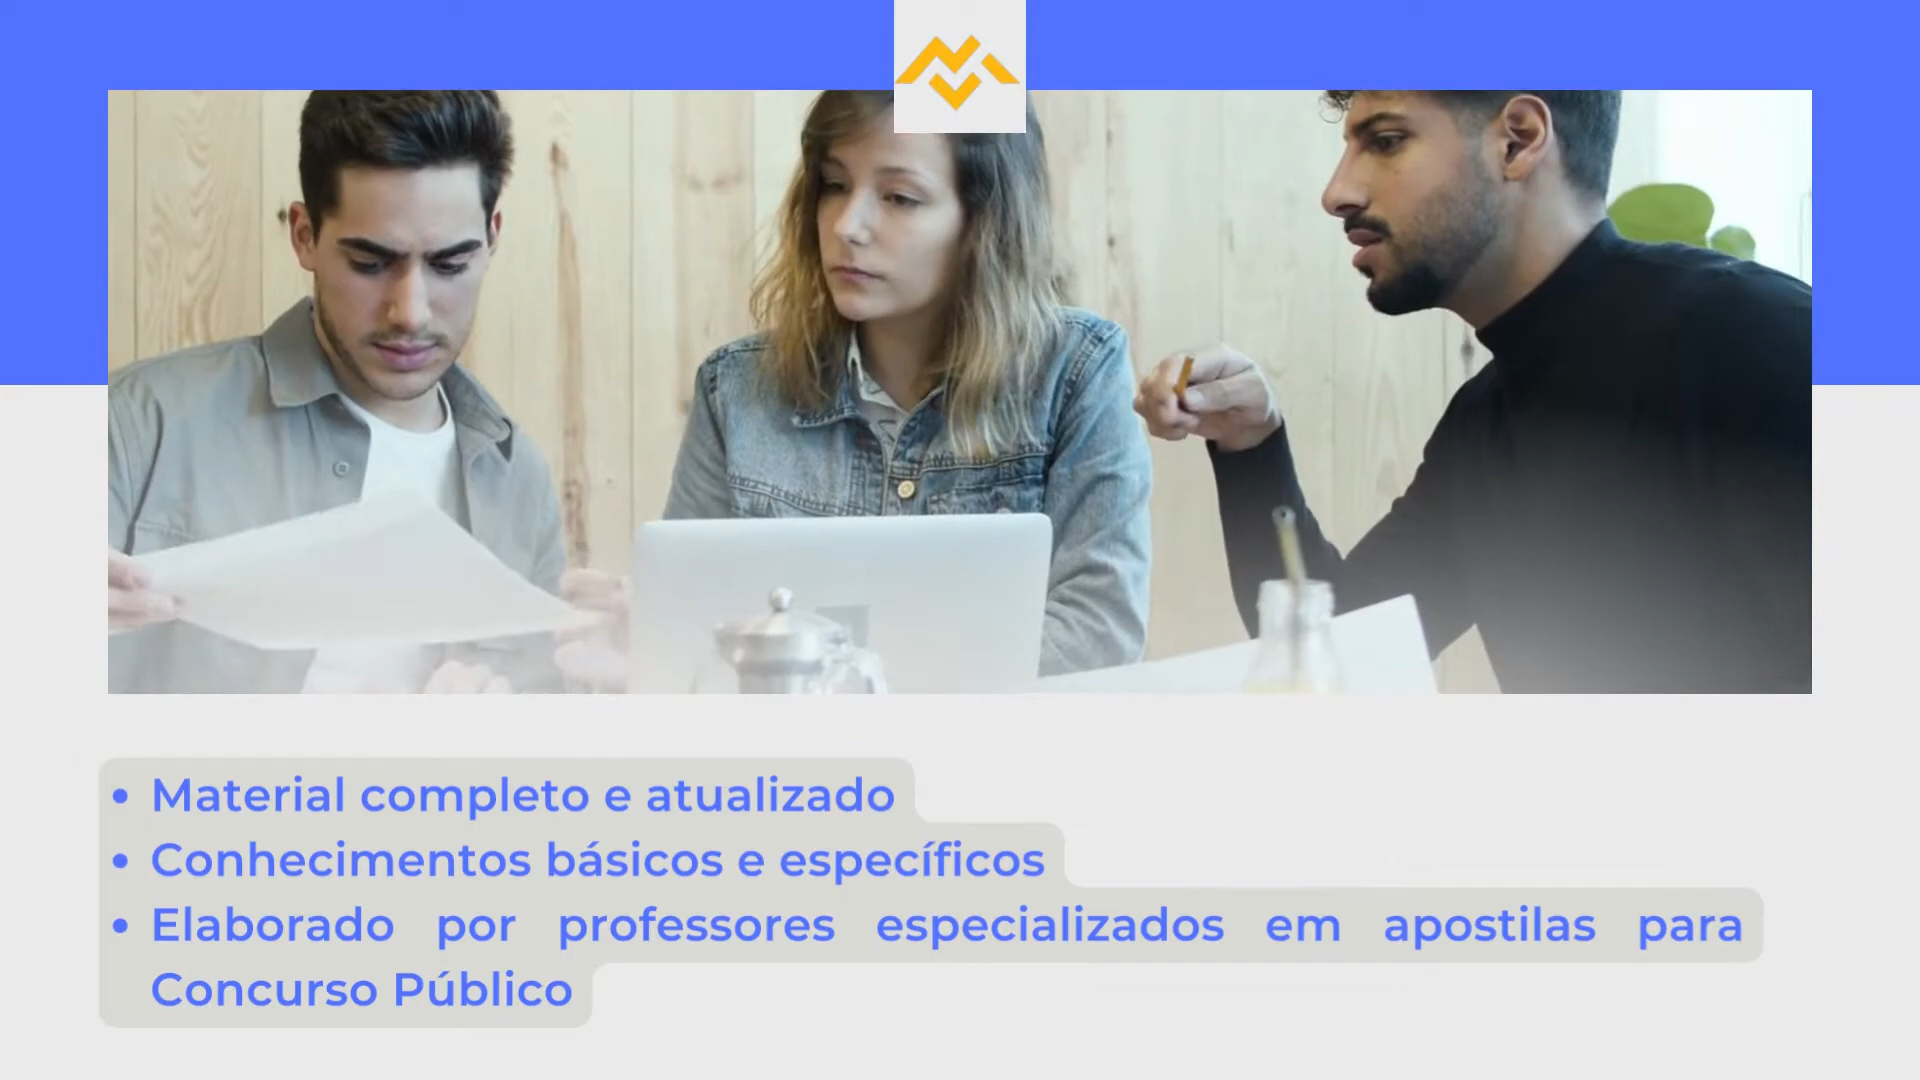 • Material completo e atualizado
• Conhecimentos básicos e específicos
• Elaborado por professores especializados em apostilas para
Concurso Público